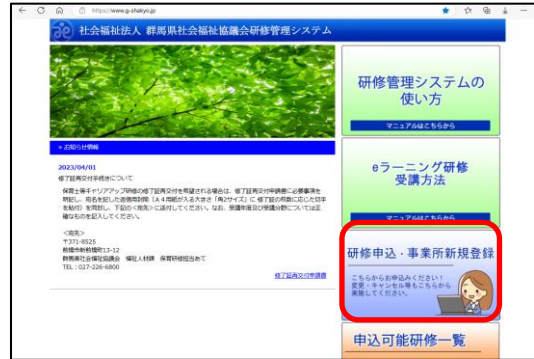 https://www.g-shakyo.jp
社会福祉法人 群馬県社会福祉協議会研修管理システム
» お知らせ情報
2023/04/01
修了証再交付手続きについて
保育士等キャリアアップ研修の修了証再交付を希望される場合は、修了証再交付申請書に必要事項を
明記し、宛名を記した返信用封筒（Ａ４用紙が入る大きさ「角2サイズ」に 修了証の枚数に応じた切手
を貼付）を同封し、下記の＜宛先＞に送付してください。なお、受講年度及び受講分野については正
確なものを記入してください。
＜宛先＞
〒371-8525
前橋市新前橋町13-12
群馬県社会福祉協議会　福祉人材課　保育研修担当あて
TEL：027-226-6800
修了証再交付申請書
研修管理システムの
使い方
マニュアルはこちらから
eラーニング研修
受講方法
マニュアルはこちらから
研修申込・事業所新規登録
こちらからお申込みください！
変更・キャンセル等もこちらから
実施してください。
申込可能研修一覧